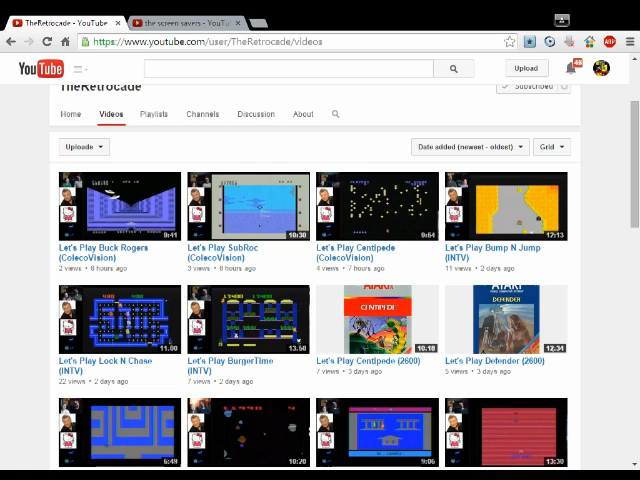 TheRetrocade - YouTube
the screen savers - YouTube
https://www.youtube.com/user/TheRetrocade/videos
ABP
YouTube
Upload
TheRetrocade
Subscribed
Home
Videos
Playlists
Channels
Discussion
About
Uploads
Date added (newest - oldest)
Grid
9:41
10:30
9:54
17:13
Let's Play Buck Rogers (ColecoVision)
2 views • 6 hours ago
Let's Play SubRoc (ColecoVision)
3 views • 6 hours ago
Let's Play Centipede (ColecoVision)
4 views • 7 hours ago
Let's Play Bump N Jump (INTV)
11 views • 2 days ago
ATARI
CENTIPEDE
ATARI
DEFENDER
11:00
13:50
10:18
12:34
Let's Play Lock N Chase (INTV)
22 views • 2 days ago
Let's Play BurgerTime (INTV)
7 views • 2 days ago
Let's Play Centipede (2600)
7 views • 3 days ago
Let's Play Defender (2600)
5 views • 3 days ago
6:49
10:20
9:06
13:30